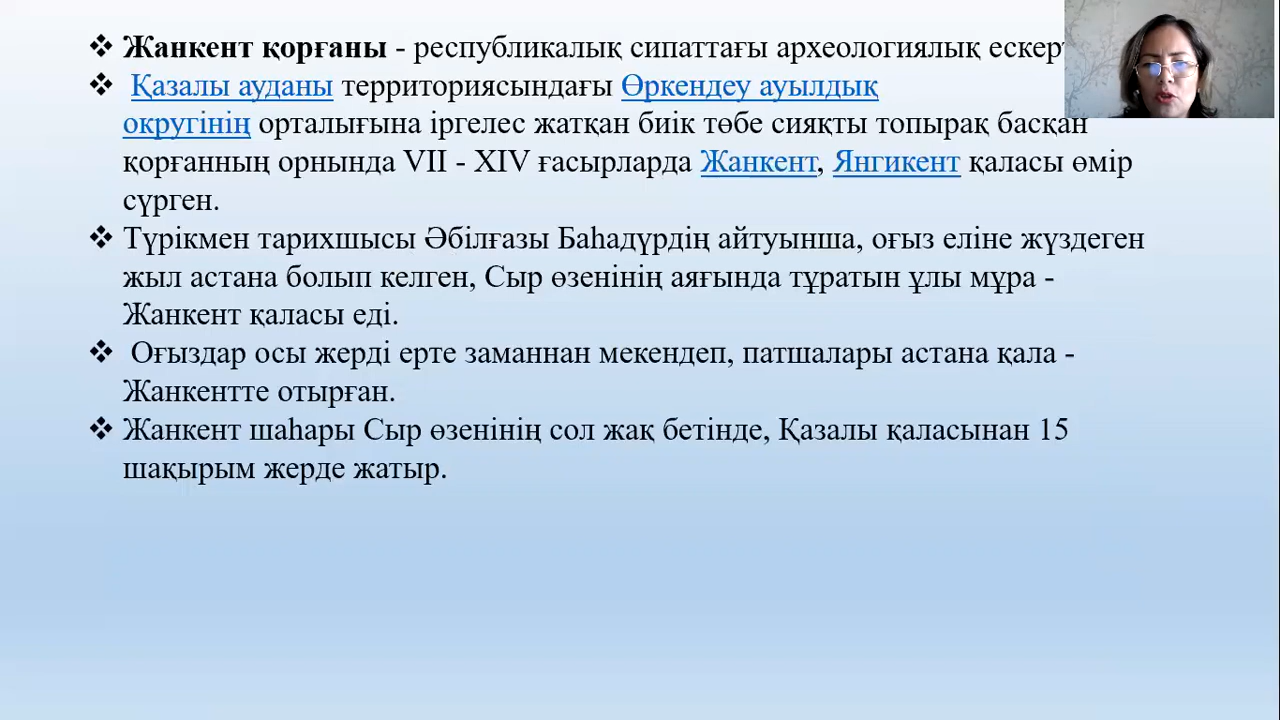 ❖ Жанкент қорғаны - республикалық сипаттағы археологиялық
❖ Қазалы ауданы территориясындағы Өркендеу ауылдық
округінің орталығына іргелес жатқан биік төбе сияқты топырақ басқан
қорғанның орнында VII - XIV ғасырларда Жанкент, Янгикент қаласы өмір
сүрген.
❖ Түрікмен тарихшысы Әбілғазы Баһадүрдің айтуынша, оғыз еліне жүздеген
жыл астана болып келген, Сыр өзенінің аяғында тұратын ұлы мұра -
Жанкент қаласы еді.
❖ Оғыздар осы жерді ерте заманнан мекендеп, патшалары астана қала -
Жанкентте отырған.
❖ Жанкент шаһары Сыр өзенінің сол жақ бетінде, Қазалы қаласынан 15
шақырым жерде жатыр.